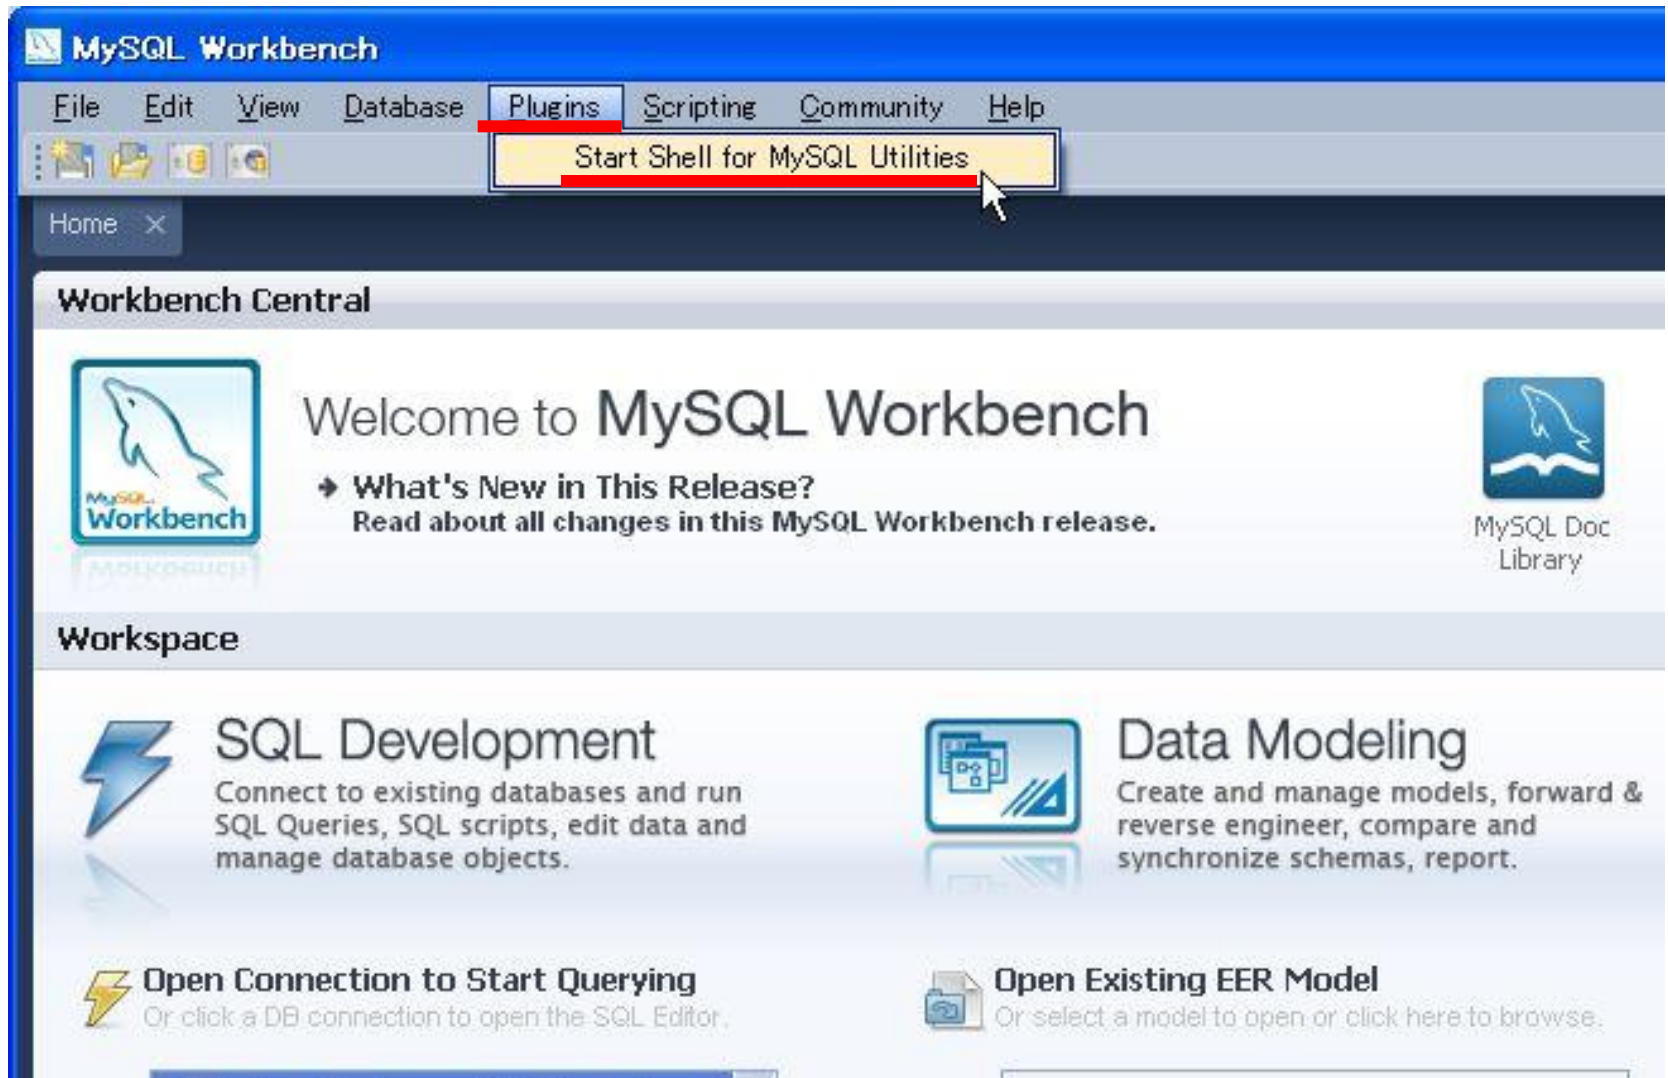 MySQL Workbench
File Edit View Database Plugins Scripting Community Help
Start Shell for MySQL Utilities
Home
Workbench Central
MySQL
Workbench
Welcome to MySQL Workbench
What's New in This Release?
Read about all changes in this MySQL Workbench release.
MySQL Doc
Library
Workspace
SQL Development
Connect to existing databases and run
SQL Queries, SQL scripts, edit data and
manage database objects.
Data Modeling
Create and manage models, forward &
reverse engineer, compare and
synchronize schemas, report.
Open Connection to Start Querying
Or click a DB connection to open the SQL Editor.
Open Existing EER Model
Or select a model to open or click here to browse.